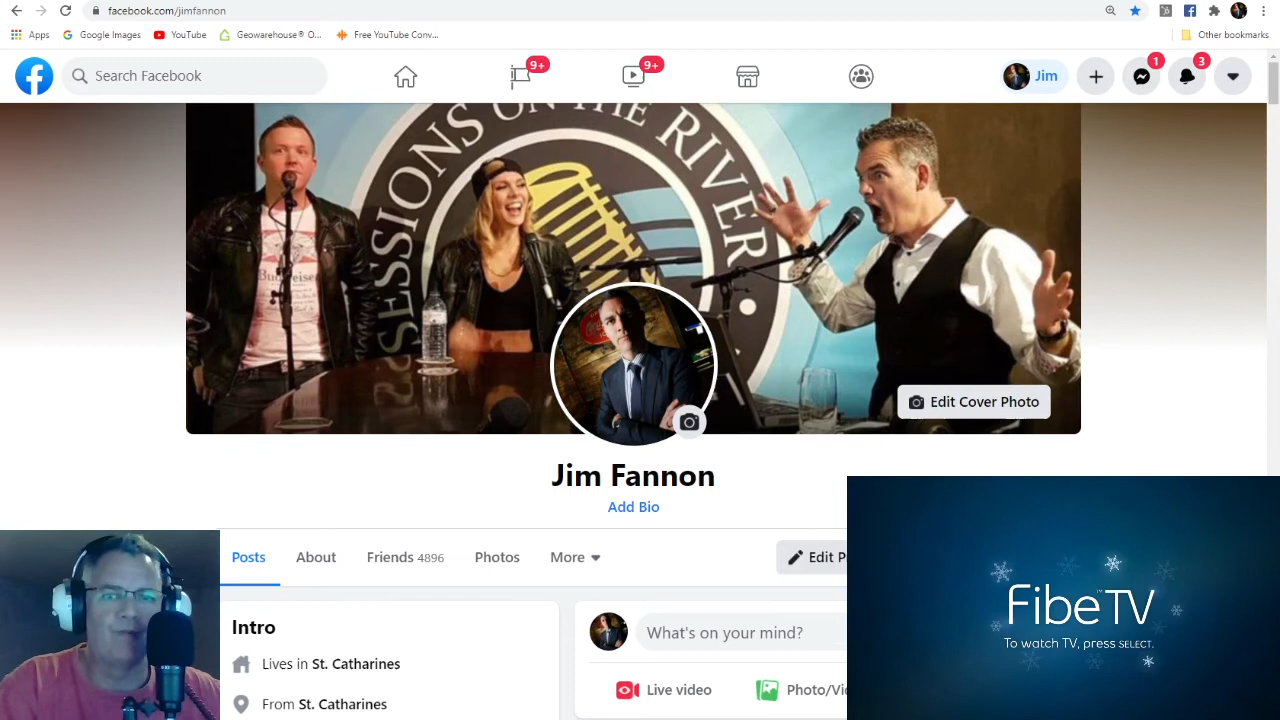 facebook.com/jimfannon
Apps Google Images YouTube Geowarehouse® O... Free YouTube Conv... Other bookmarks
Search Facebook 9+ 9+ Jim 1 3
SESSIONS ON THE RIVER
Budweiser
Edit Cover Photo
Jim Fannon
Add Bio
Posts About Friends 4896 Photos More Edit P
Intro
What's on your mind?
Lives in St. Catharines
Live video Photo/Vi
From St. Catharines
FibeTV
TM
To watch TV, press SELECT.